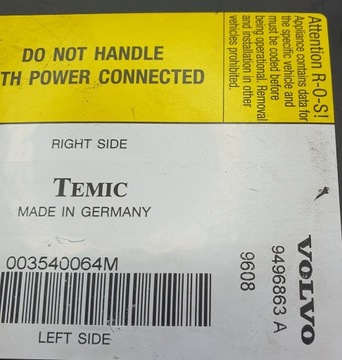 DO NOT HANDLE
TH POWER CONNECTED
Attention R-O-S!
Appliance contains data for
the specific vehicle and
must be coded before
being operational. Removal
and installation in other
vehicles prohibited.
RIGHT SIDE
TEMIC
MADE IN GERMANY
003540064M
LEFT SIDE
VOLVO
9496863 A
9608